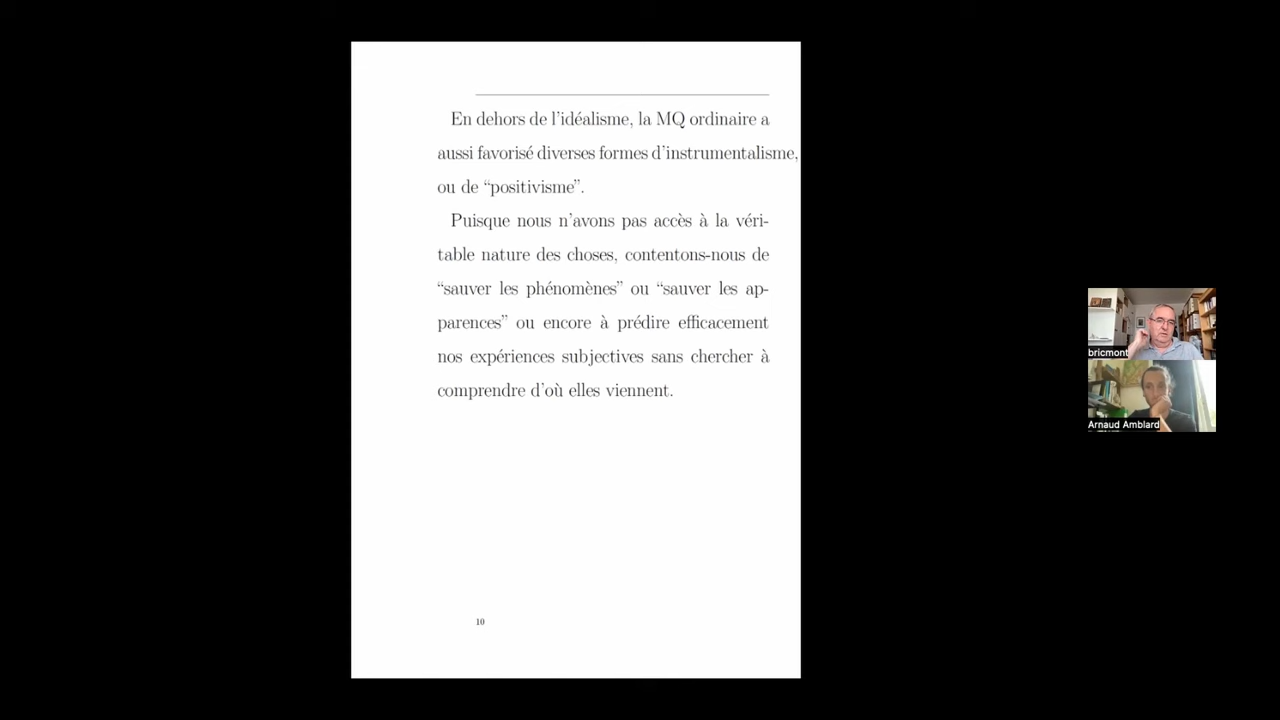 En dehors de l'idéalisme, la MQ ordinaire a
aussi favorisé diverses formes d'instrumentalisme,
ou de “positivisme”.
Puisque nous n'avons pas accès à la véri-
table nature des choses, contentons-nous de
“sauver les phénomènes” ou “sauver les ap-
parences” ou encore à prédire efficacement
nos expériences subjectives sans chercher à
comprendre d'où elles viennent.
10
bricmont
Arnaud Amblard